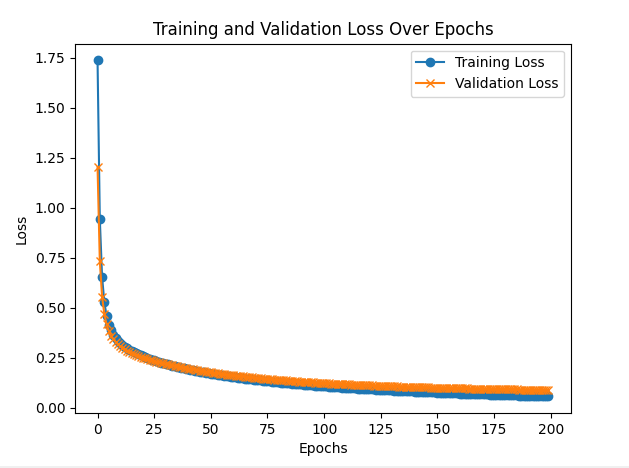 Training and Validation Loss Over Epochs
Training Loss
Validation Loss
1.75
1.50
1.25
1.00
0.75
0.50
0.25
0.00
Loss
0 25 50 75 100 125 150 175 200
Epochs